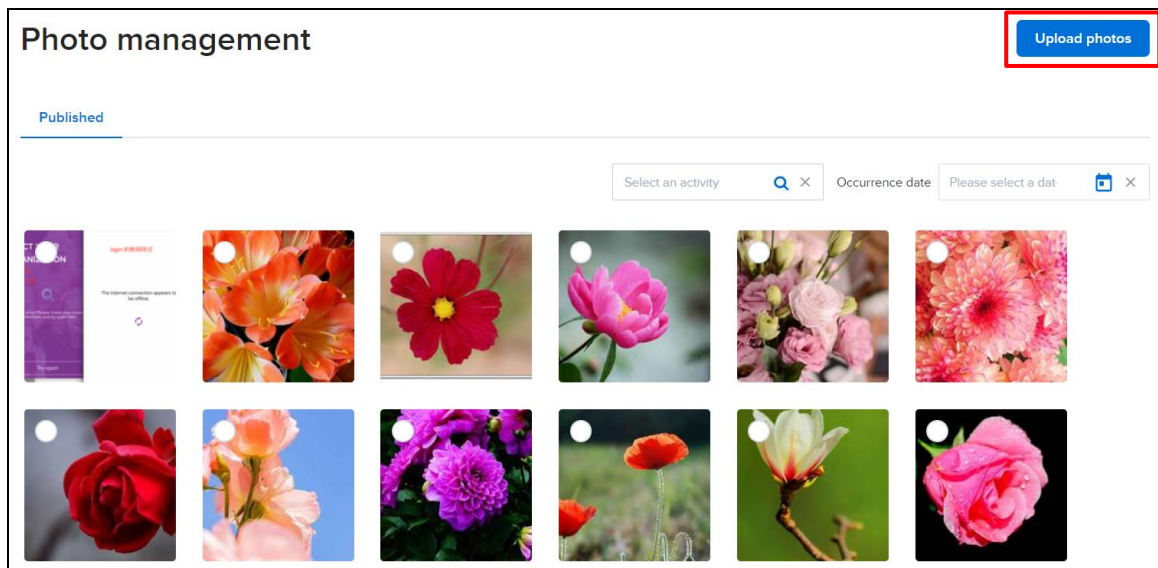 Photo management
Upload photos
Published
Select an activity
Occurrence date
Please select a dat
ANIZATION
The Internet connection appears to
be offline.
Try again